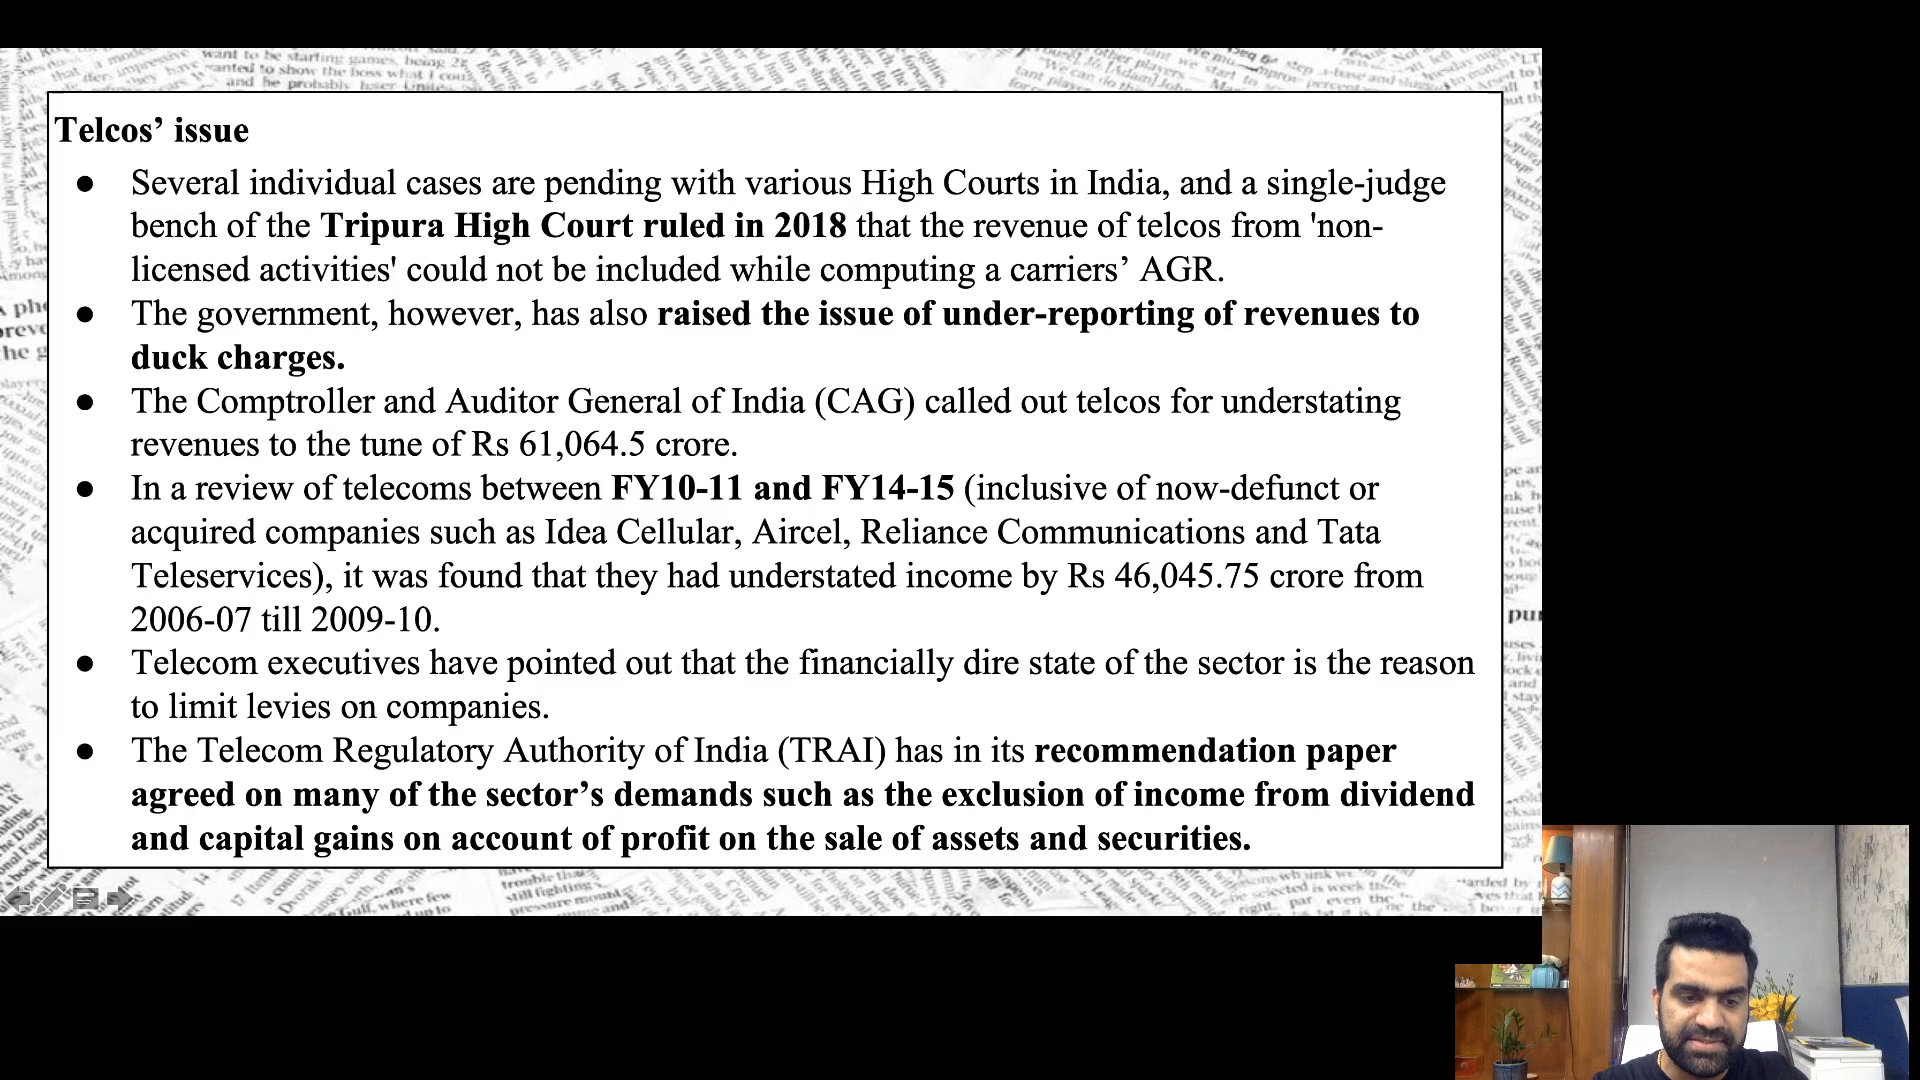 Telcos’ issue
● Several individual cases are pending with various High Courts in India, and a single-judge
bench of the Tripura High Court ruled in 2018 that the revenue of telcos from 'non-
licensed activities' could not be included while computing a carriers’ AGR.
● The government, however, has also raised the issue of under-reporting of revenues to
duck charges.
● The Comptroller and Auditor General of India (CAG) called out telcos for understating
revenues to the tune of Rs 61,064.5 crore.
● In a review of telecoms between FY10-11 and FY14-15 (inclusive of now-defunct or
acquired companies such as Idea Cellular, Aircel, Reliance Communications and Tata
Teleservices), it was found that they had understated income by Rs 46,045.75 crore from
2006-07 till 2009-10.
● Telecom executives have pointed out that the financially dire state of the sector is the reason
to limit levies on companies.
● The Telecom Regulatory Authority of India (TRAI) has in its recommendation paper
agreed on many of the sector’s demands such as the exclusion of income from dividend
and capital gains on account of profit on the sale of assets and securities.